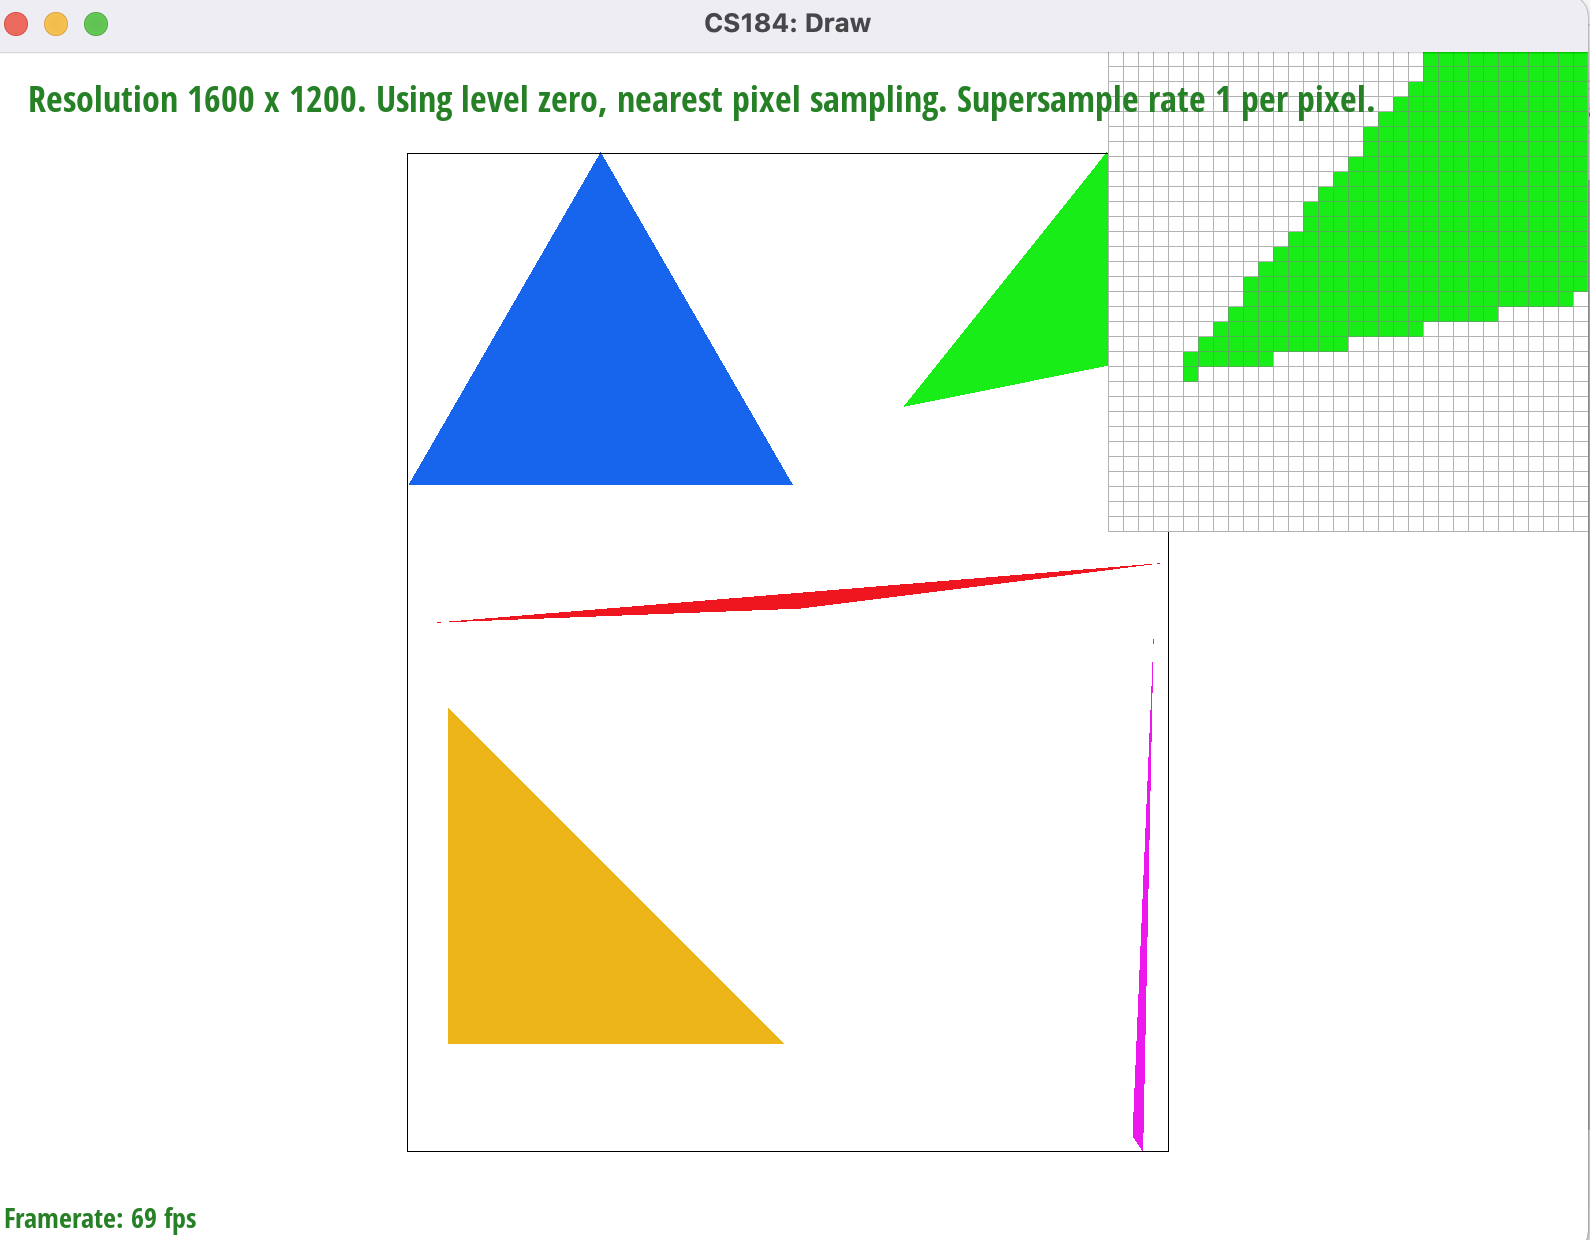 CS184: Draw
Resolution 1600 x 1200. Using level zero, nearest pixel sampling. Supersample rate 1 per pixel.
Framerate: 69 fps